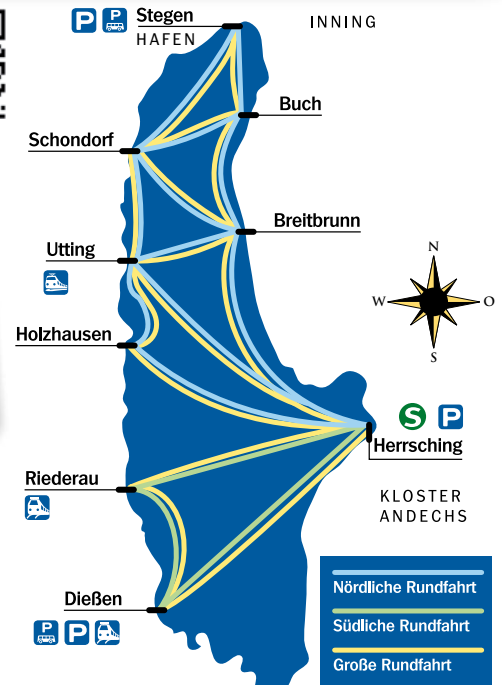 P P Stegen
HAFEN
INNING
Buch
Schondorf
Breitbrunn
Utting
N
W O
S
Holzhausen
S P
Herrsching
Riederau
KLOSTER
ANDECHS
Dießen
P P
Nördliche Rundfahrt
Südliche Rundfahrt
Große Rundfahrt